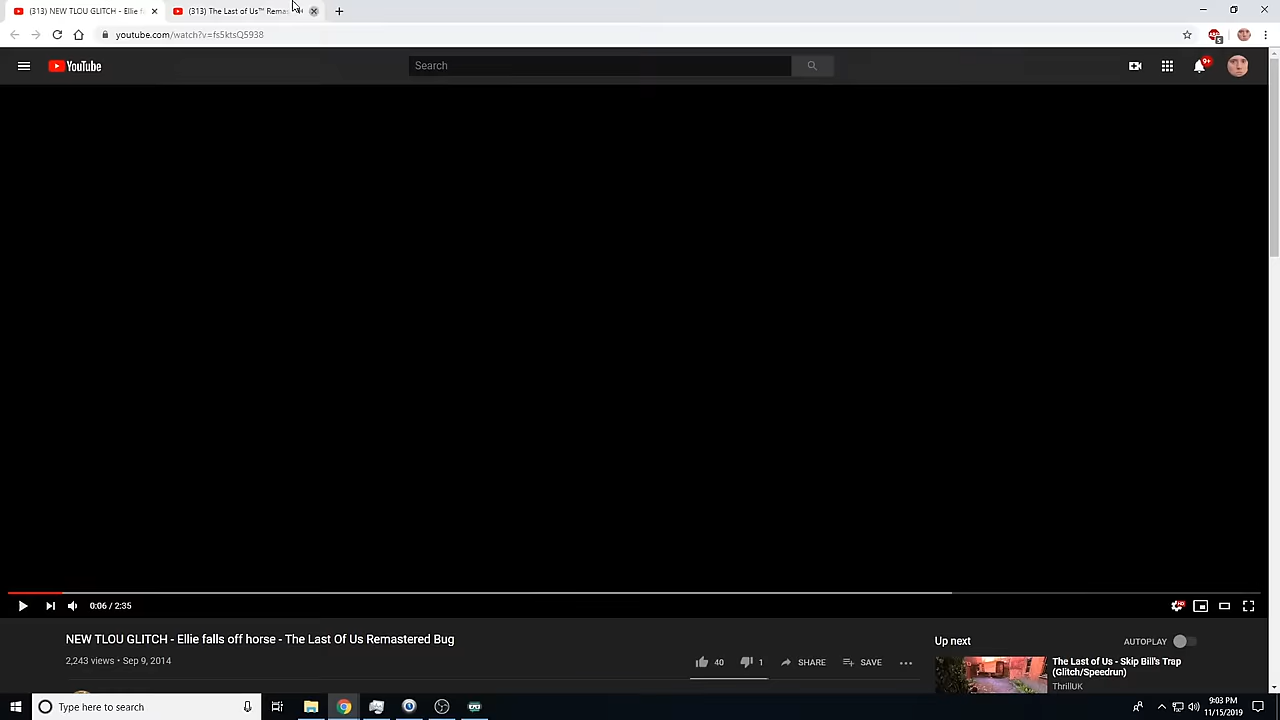 (313) NEW TLOU GLITCH - Ellie f
(313) The Last of Us™ Remas
youtube.com/watch?v=fs5ktsQ5938
YouTube
Search
9+
0:06 / 2:35
HD
NEW TLOU GLITCH - Ellie falls off horse - The Last Of Us Remastered Bug
2,243 views • Sep 9, 2014
40
1
SHARE
SAVE
Up next
AUTOPLAY
The Last of Us - Skip Bill's Trap
(Glitch/Speedrun)
ThrillUK
Type here to search
9:03 PM
11/15/2019